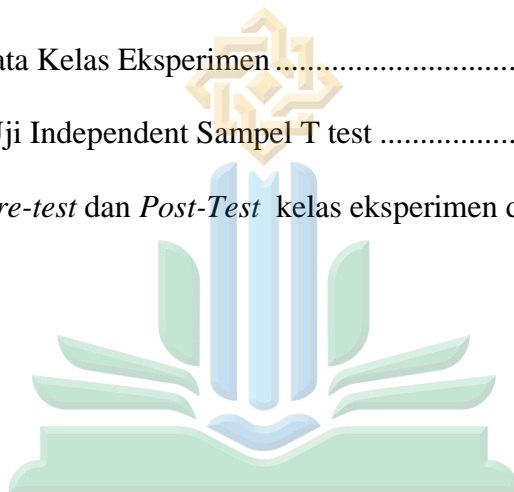 ata Kelas Eksperimen ..............................
Uji Independent Sampel T test .................
re-test dan Post-Test kelas eksperimen d